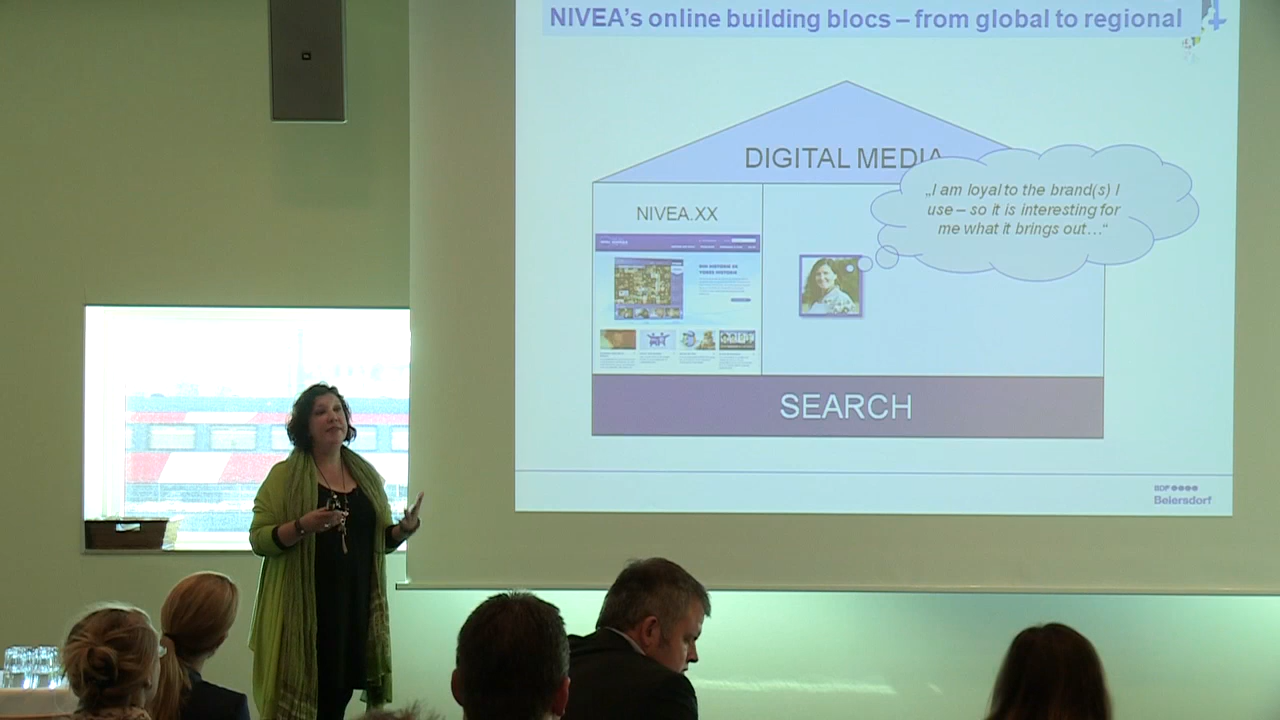 NIVEA's online building blocs – from global to regional
DIGITAL MEDIA
„I am loyal to the brand(s) I
use – so it is interesting for
me what it brings out…“
NIVEA.XX
SEARCH
BDF
Beiersdorf